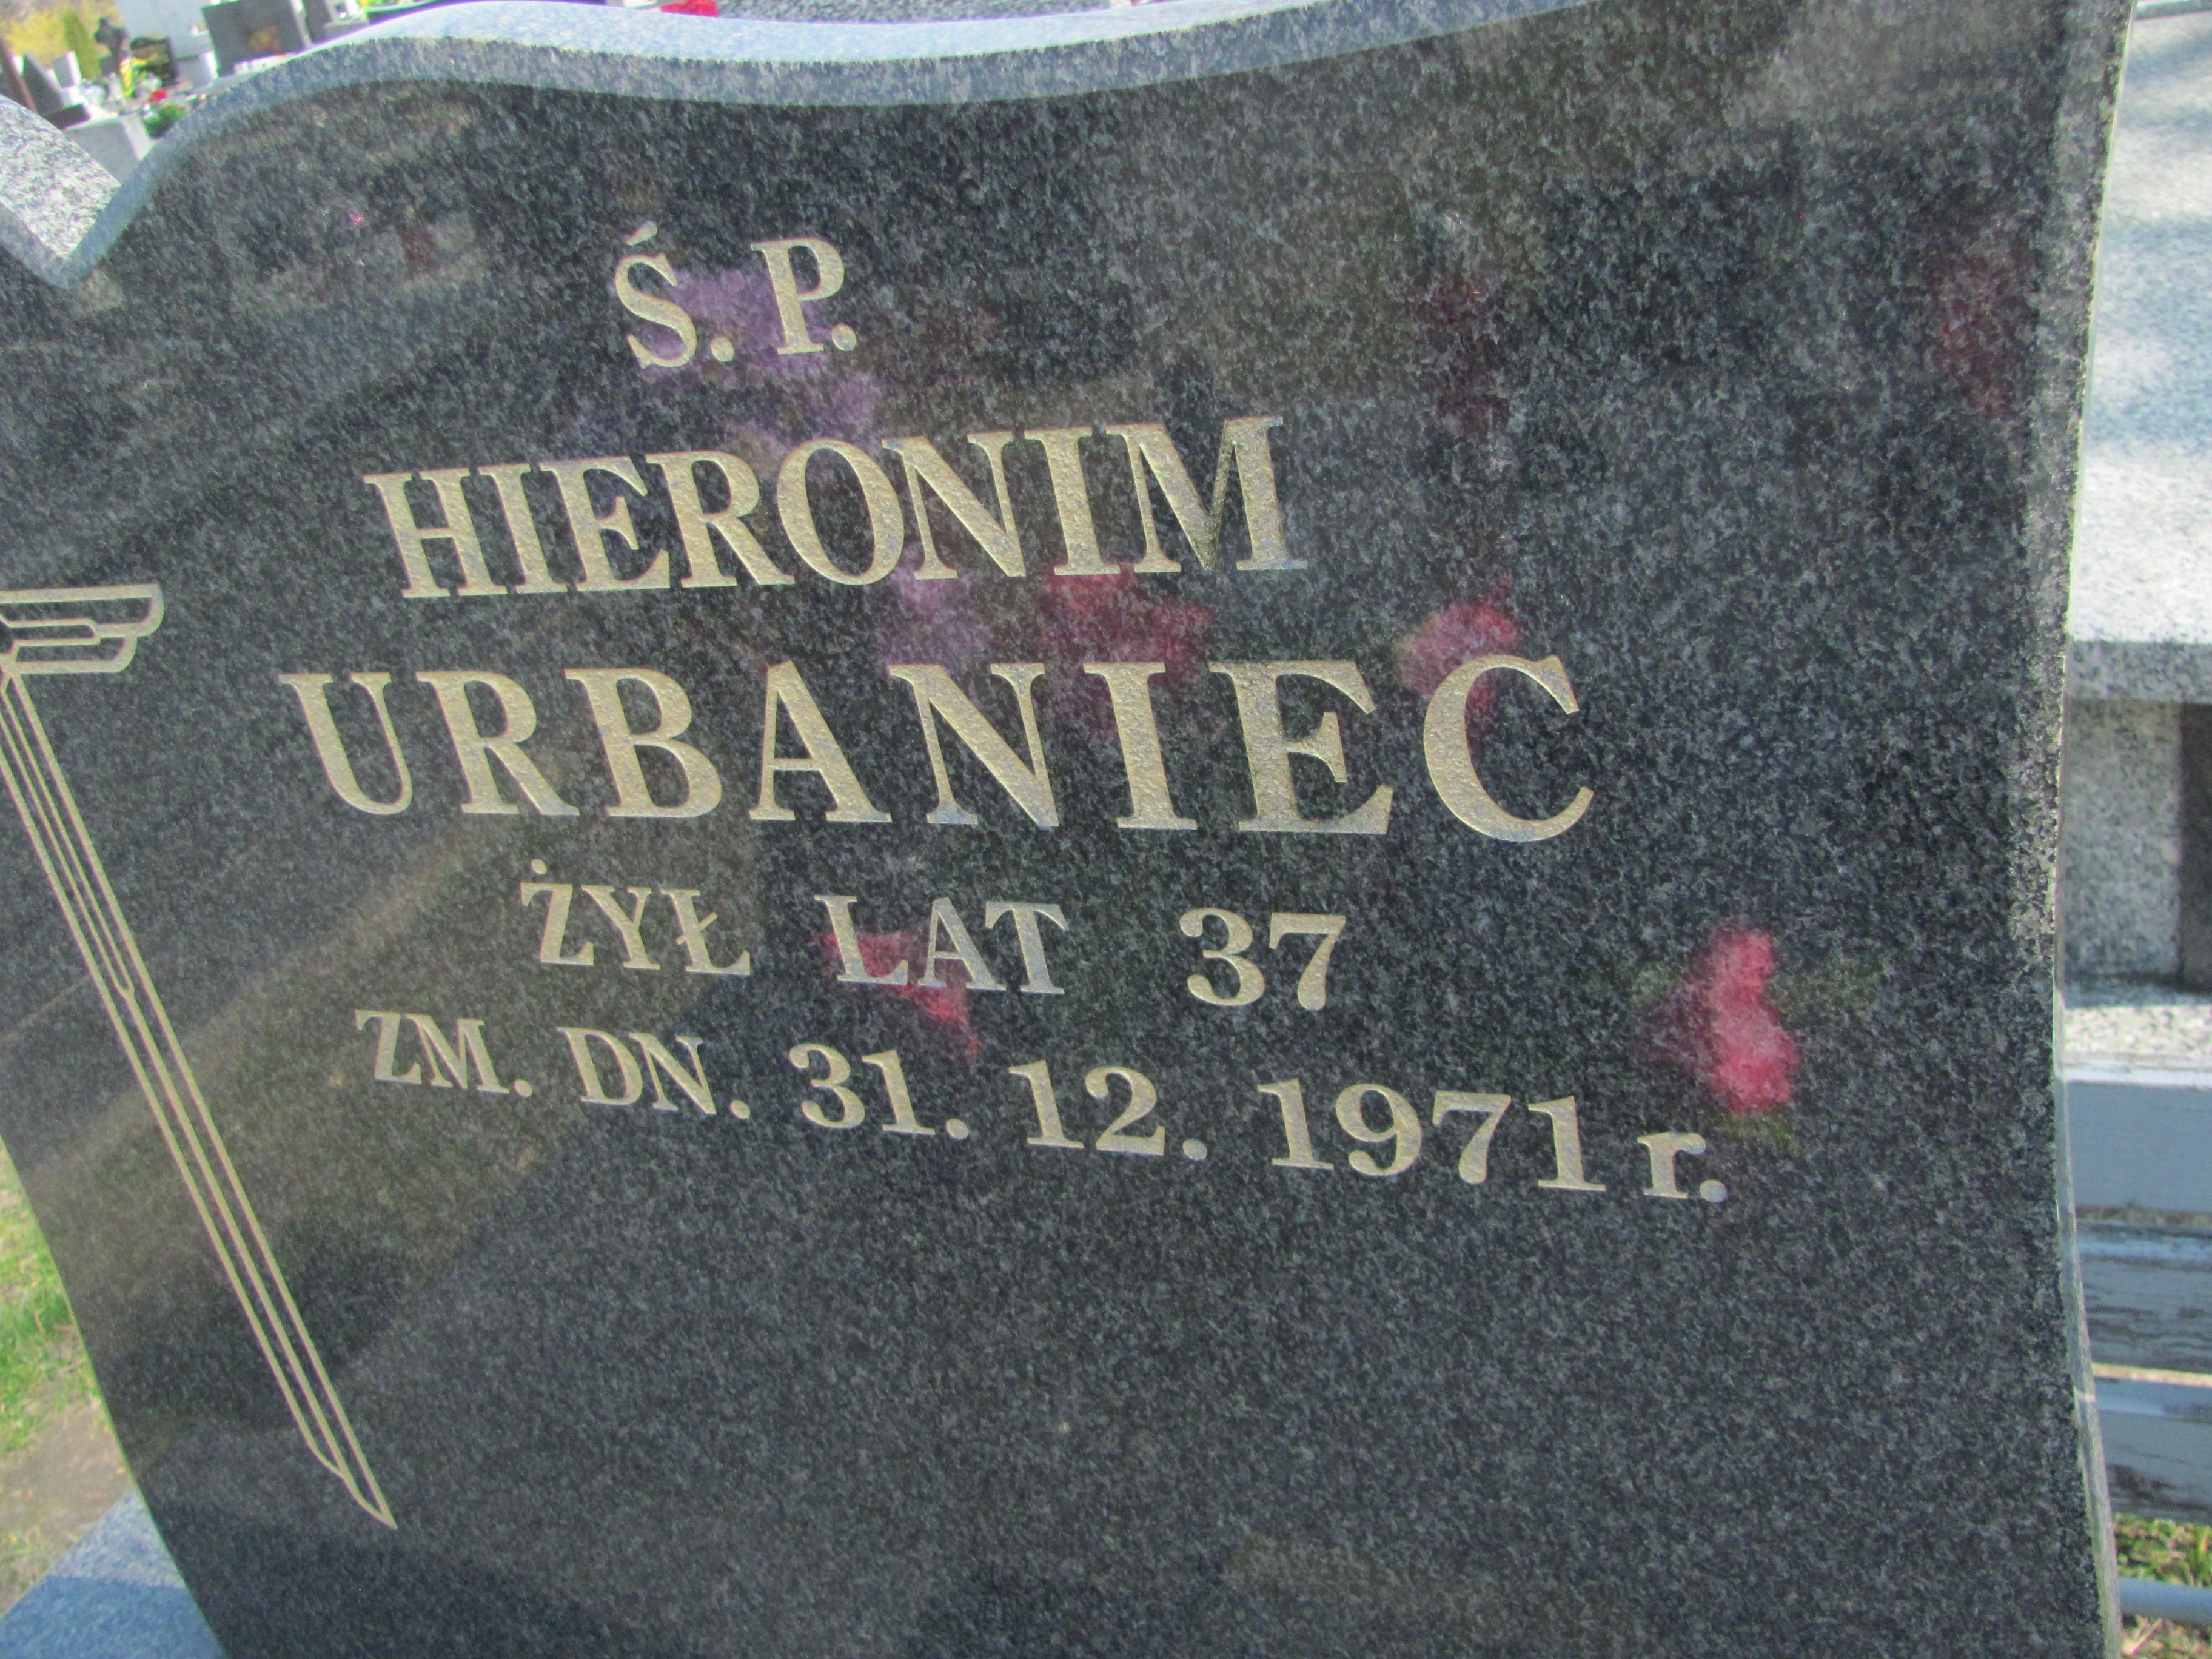 Ś. P.
HIERONIM
URBANIEC
ŻYŁ LAT 37
ZM. DN. 31. 12. 1971 r.